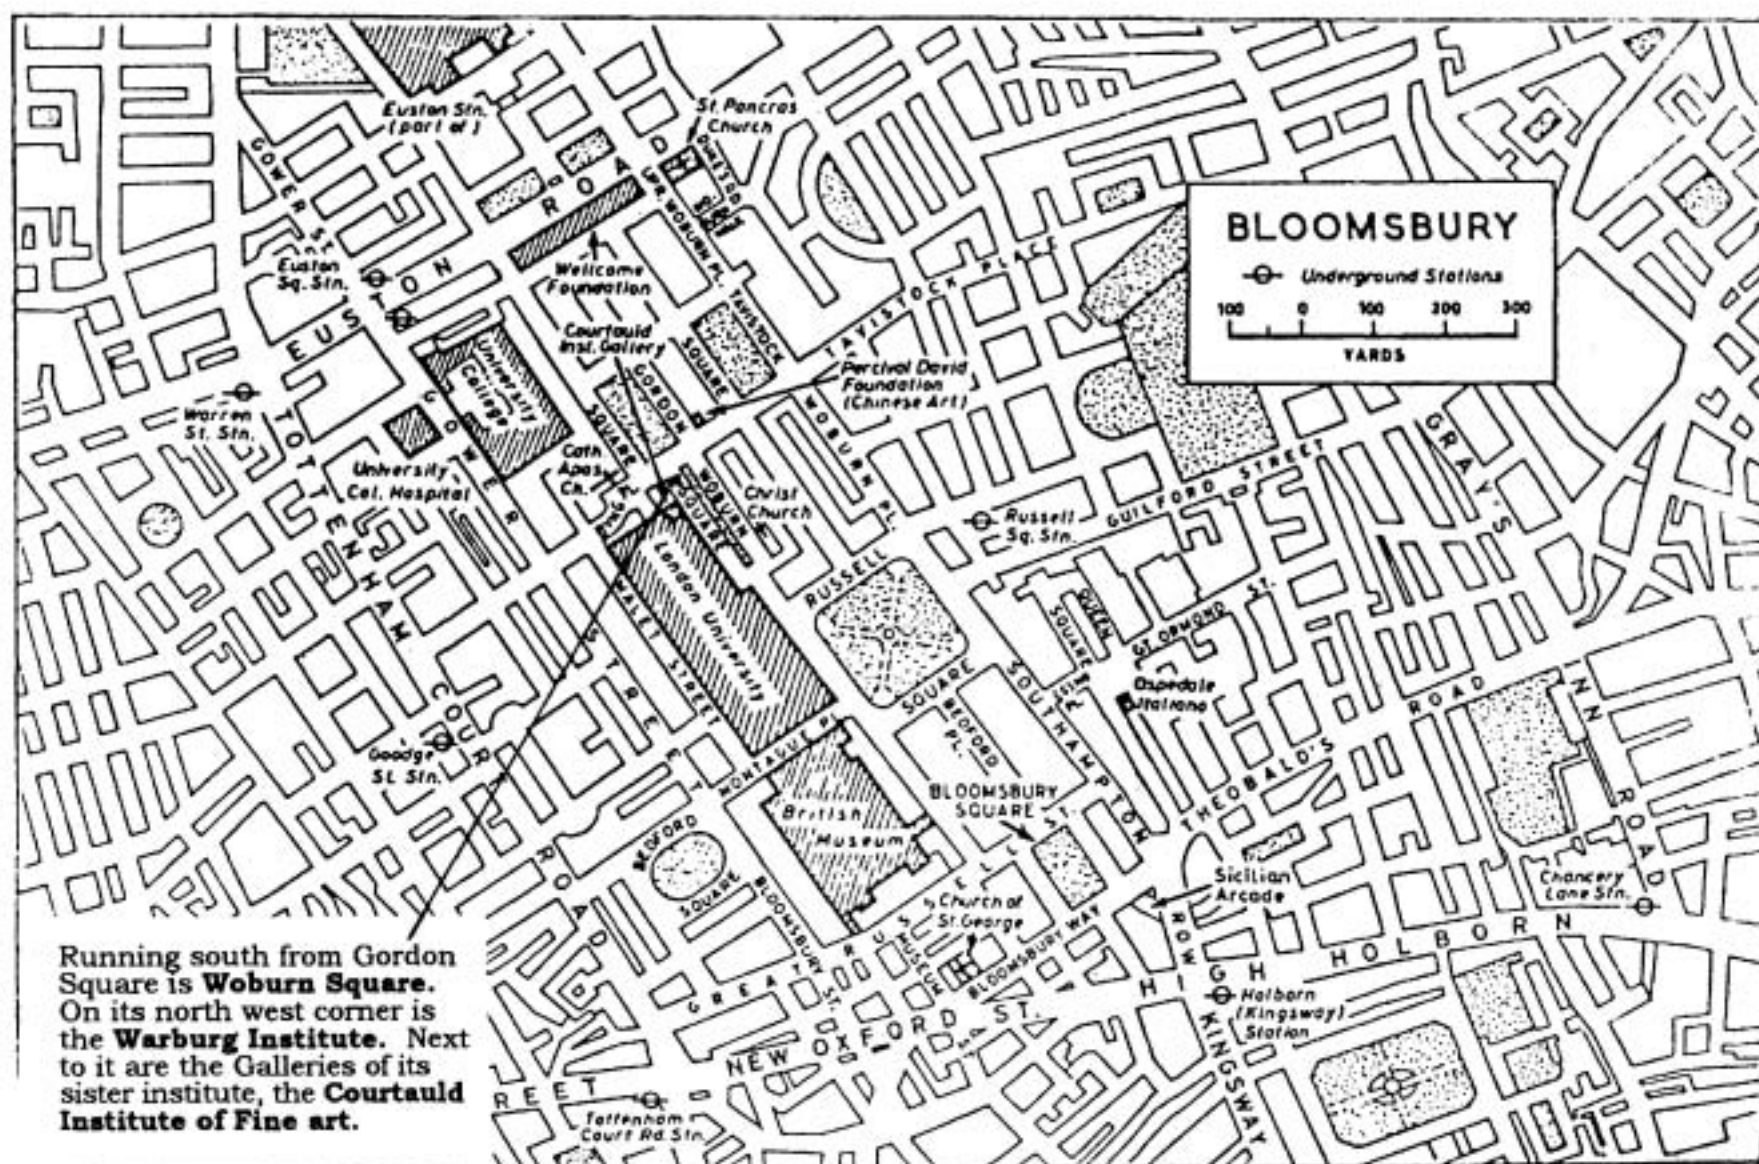 Euston Stn.
(part of)
St. Pancras
Church
GOWER ST.
DUKE'S RD.
UPR. WOBURN PL.
Euston
Sq. Stn.
EUSTON ROAD
Wellcome
Foundation
TAVISTOCK PLACE
BLOOMSBURY
Underground Stations
100 0 100 200 300
YARDS
Courtauld
Inst. Gallery
TAVISTOCK
SQUARE
University
College
GORDON
SQUARE
Percival David
Foundation
(Chinese Art)
Warren
St. Stn.
University
Col. Hospital
GOWER STREET
Cath
Apos.
Ch.
WOBURN
SQUARE
Christ
Church
WOBURN PL.
TOTTENHAM COURT ROAD
Russell
Sq. Stn.
GUILFORD STREET
GRAY'S INN ROAD
London University
MALET STREET
RUSSELL
SQUARE
QUEEN
SQUARE
GT. ORMOND ST.
Ospedale
Italiano
SOUTHAMPTON
BEDFORD
PL.
THEOBALD'S ROAD
Goodge
St. Stn.
MONTAGUE PL.
British
Museum
BLOOMSBURY
SQUARE
BEDFORD
SQUARE
BLOOMSBURY ST.
GREAT
MUSEUM
Church of
St. George
BLOOMSBURY WAY
Sicilian
Arcade
Chancery
Lane Stn.
HIGH HOLBORN
Holborn
(Kingsway)
Station
KINGSWAY
NEW OXFORD ST.
REET
Tottenham
Court Rd. Stn.
Running south from Gordon
Square is Woburn Square.
On its north west corner is
the Warburg Institute. Next
to it are the Galleries of its
sister institute, the Courtauld
Institute of Fine art.